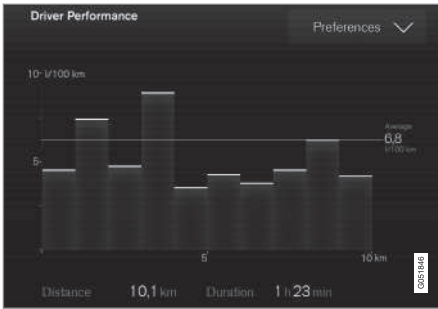 Driver Performance
Preferences
10- l/100 km
Average
6,8
l/100 km
5-
5
10 km
Distance 10,1 km Duration 1 h 23 min
G051846